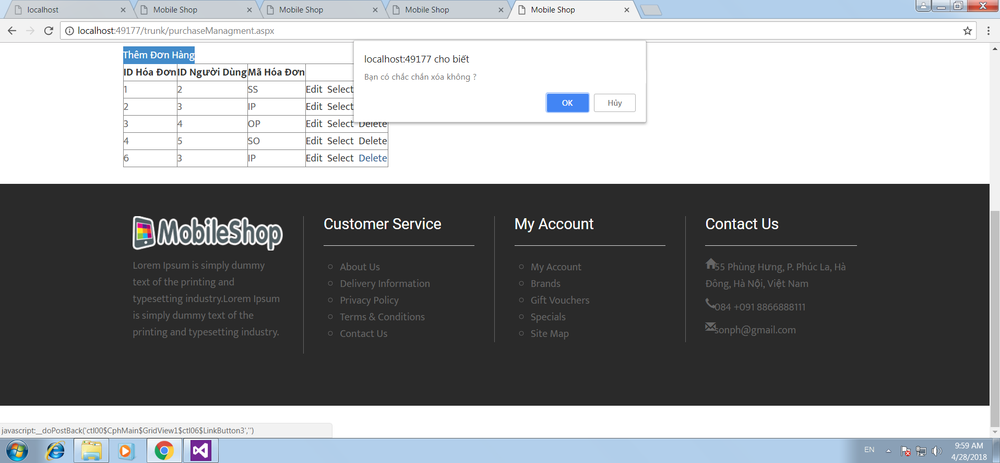 localhost
Mobile Shop
Mobile Shop
Mobile Shop
Mobile Shop
localhost:49177/trunk/purchaseManagment.aspx
localhost:49177 cho biết
Bạn có chắc chắn xóa không ?
OK Hủy
Thêm Đơn Hàng
ID Hóa Đơn ID Người Dùng Mã Hóa Đơn
1 2 SS Edit Select
2 3 IP Edit Select
3 4 OP Edit Select Delete
4 5 SO Edit Select Delete
6 3 IP Edit Select Delete
MobileShop
Lorem Ipsum is simply dummy
text of the printing and
typesetting industry.Lorem Ipsum
is simply dummy text of the
printing and typesetting industry.
Customer Service
About Us
Delivery Information
Privacy Policy
Terms & Conditions
Contact Us
My Account
My Account
Brands
Gift Vouchers
Specials
Site Map
Contact Us
55 Phùng Hưng, P. Phúc La, Hà
Đông, Hà Nội, Việt Nam
084 +091 8866888111
sonph@gmail.com
javascript:__doPostBack('ctl00$CphMain$GridView1$ctl06$LinkButton3','')
EN
9:59 AM
4/28/2018